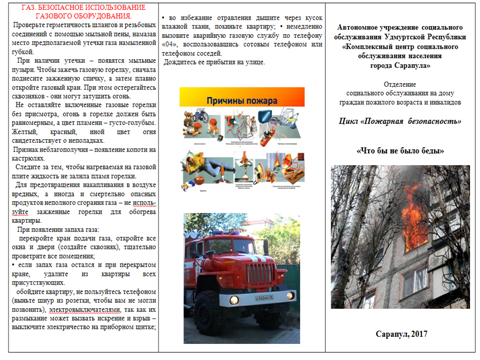 ГАЗ. БЕЗОПАСНОЕ ИСПОЛЬЗОВАНИЕ
ГАЗОВОГО ОБОРУДОВАНИЯ.
Проверьте герметичность шлангов и резьбовых
соединений с помощью мыльной пены, намазав
место предполагаемой утечки газа намыленной
губкой.
При наличии утечки – появятся мыльные
пузыри. Чтобы зажечь газовую горелку, сначала
поднесите зажженную спичку, а затем плавно
откройте газовый кран. При этом остерегайтесь
сквозняков - они могут затушить огонь.
Не оставляйте включенные газовые горелки
без присмотра, огонь в горелке должен быть
равномерным, а цвет пламени – густо-голубым.
Желтый, красный, иной цвет огня
свидетельствует о неполадках.
Признак неблагополучия – появление копоти на
кастрюлях.
Следите за тем, чтобы нагреваемая на газовой
плите жидкость не залила пламя горелки.
Для предотвращения накапливания в воздухе
вредных, а иногда и смертельно опасных
продуктов неполного сгорания газа – не исполь-
зуйте зажженные горелки для обогрева
квартиры.
При появлении запаха газа:
перекройте кран подачи газа, откройте все
окна и двери (создайте сквозняк), тщательно
проветрите все помещения;
• если запах газа остался и при перекрытом
кране, удалите из квартиры всех
присутствующих.
обойдите квартиру, не пользуйтесь телефоном
(выньте шнур из розетки, чтобы вам не могли
позвонить), электровыключателями, так как их
размыкание может вызвать искрение и взрыв –
выключите электричество на приборном щитке;
• во избежание отравления дышите через кусок
влажной ткани, покиньте квартиру; • немедленно
вызовите аварийную газовую службу по телефону
«04», воспользовавшись сотовым телефоном или
телефоном соседей.
Дождитесь ее прибытия на улице.
Причины пожара
Автономное учреждение социального
обслуживания Удмуртской Республики
«Комплексный центр социального
обслуживания населения
города Сарапула»
Отделение
социального обслуживания на дому
граждан пожилого возраста и инвалидов
Цикл «Пожарная безопасность»
«Что бы не было беды»
Сарапул, 2017